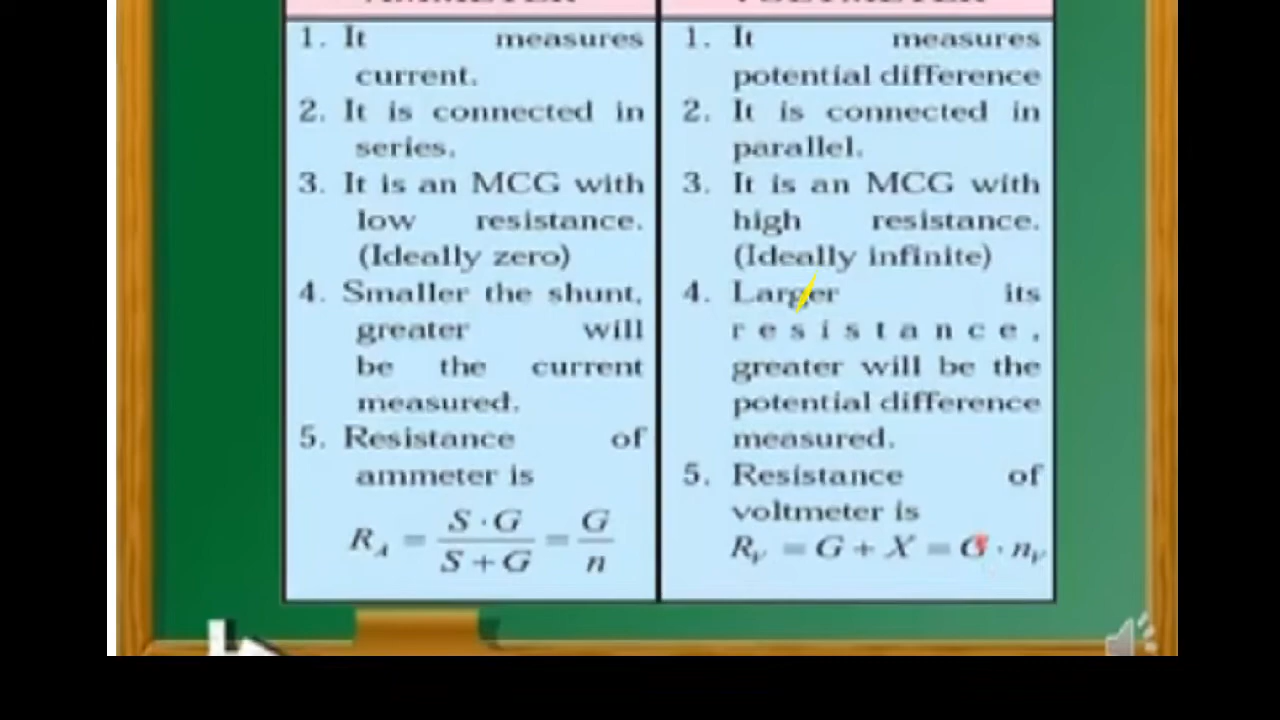 AMMETER
1. It measures
current.
2. It is connected in
series.
3. It is an MCG with
low resistance.
(Ideally zero)
4. Smaller the shunt,
greater will
be the current
measured.
5. Resistance of
ammeter is
R_A = S·G / S+G = G / n
VOLTMETER
1. It measures
potential difference
2. It is connected in
parallel.
3. It is an MCG with
high resistance.
(Ideally infinite)
4. Larger its
resistance,
greater will be the
potential difference
measured.
5. Resistance of
voltmeter is
R_V = G + X = G · n_V